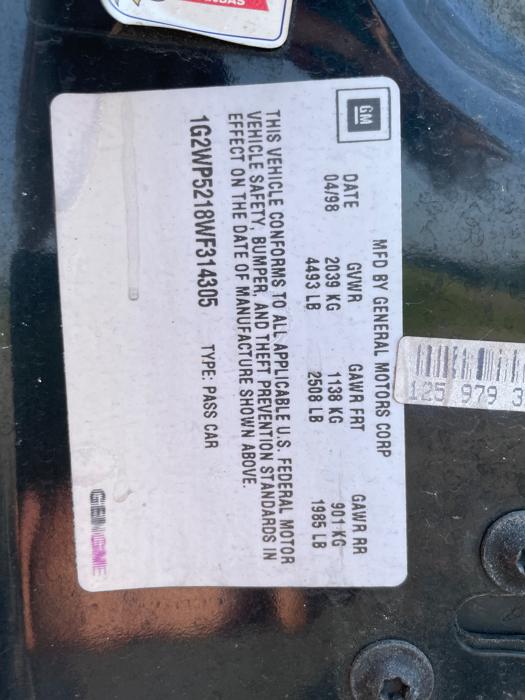 GM
MFD BY GENERAL MOTORS CORP
DATE GVWR GAWR FRT GAWR RR
04/98 2039 KG 1138 KG 901 KG
4493 LB 2508 LB 1985 LB
THIS VEHICLE CONFORMS TO ALL APPLICABLE U.S. FEDERAL MOTOR
VEHICLE SAFETY, BUMPER, AND THEFT PREVENTION STANDARDS IN
EFFECT ON THE DATE OF MANUFACTURE SHOWN ABOVE.
1G2WP5218WF314305 TYPE: PASS CAR
125 979 3